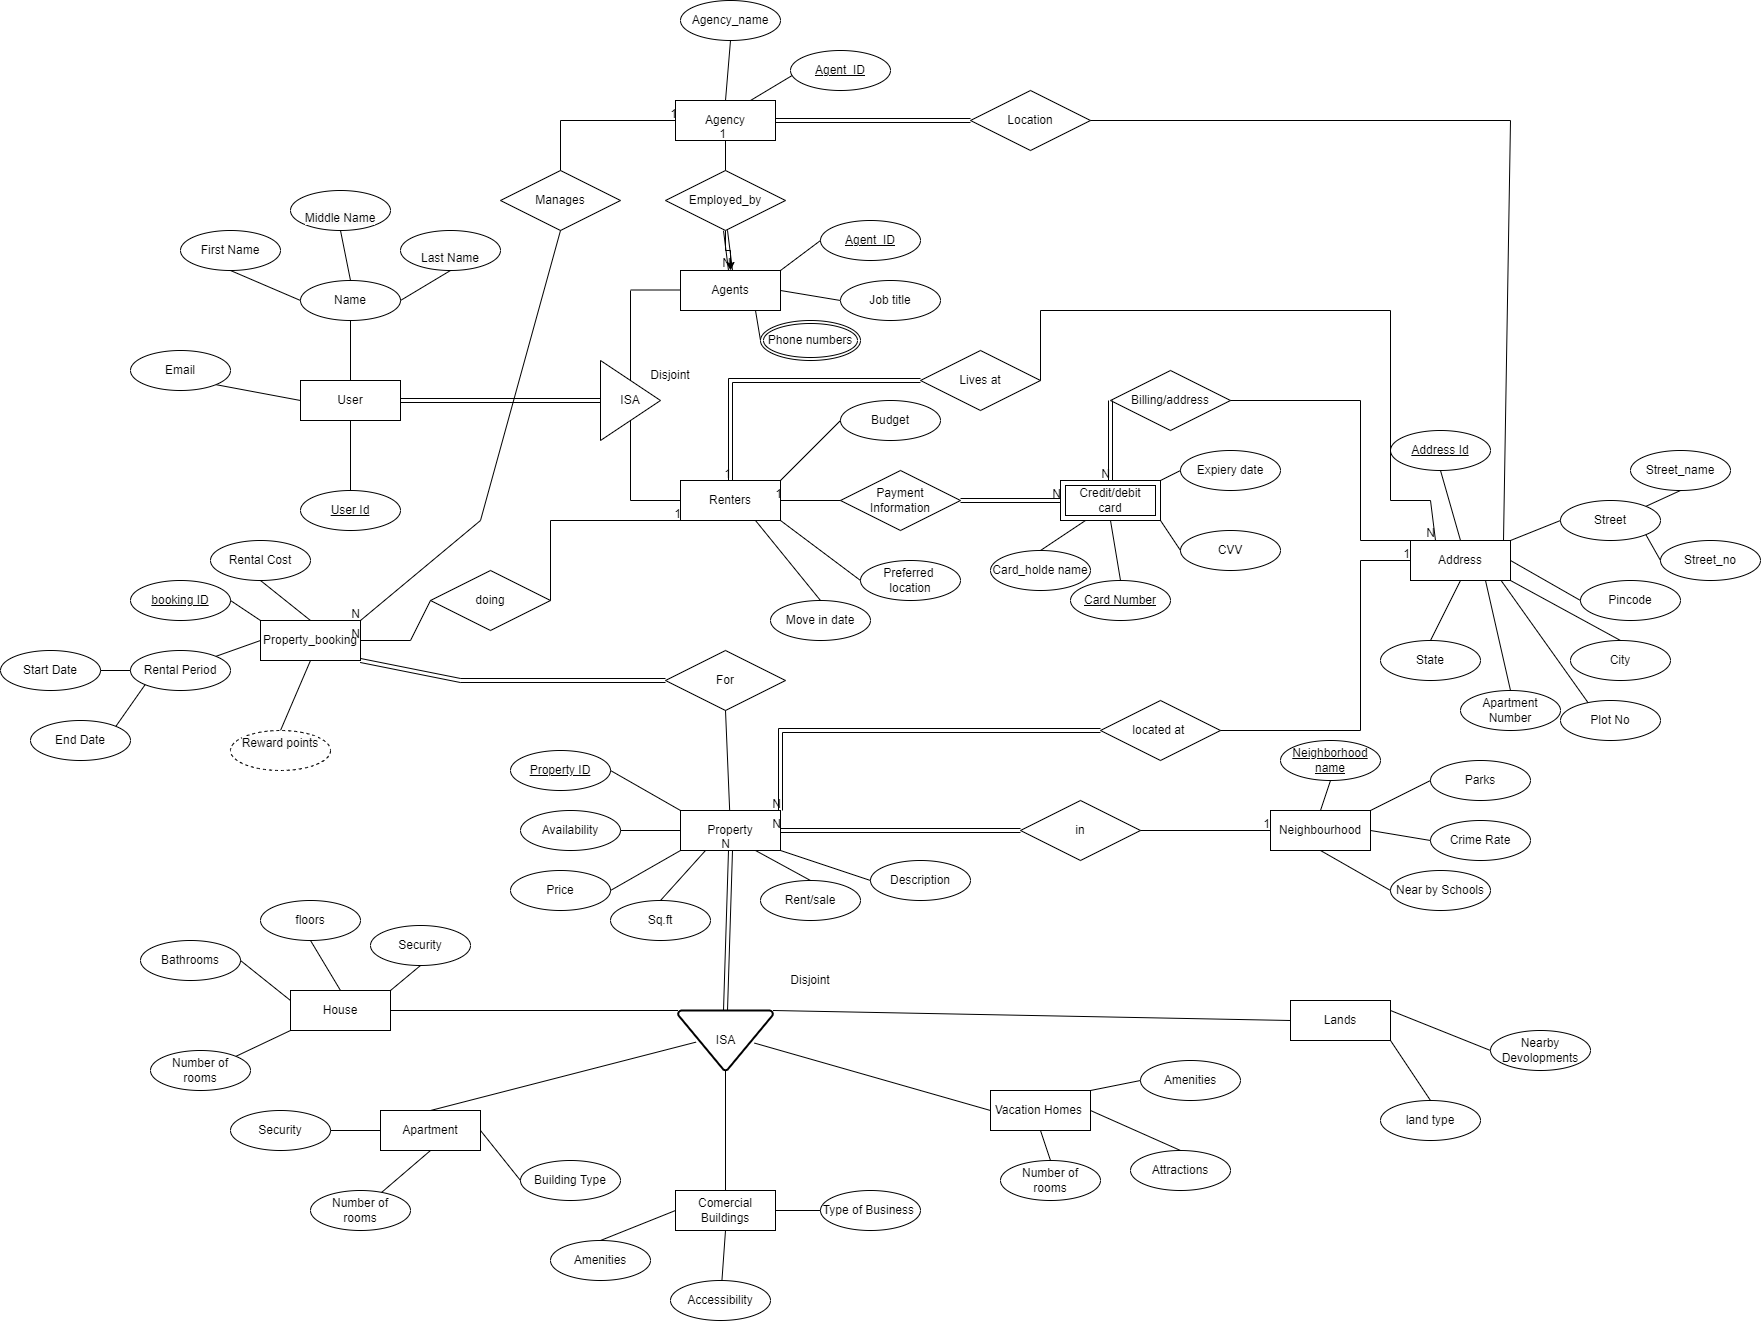 Agency_name
Agent_ID
1
Agency
1
Location
Manages
Employed_by
Middle Name
First Name
Last Name
Name
Agent_ID
N
Agents
Job title
Phone numbers
Email
User
ISA
Disjoint
User Id
Lives at
Billing/address
Budget
1
Renters
1
1
Payment
Information
N
N
Credit/debit
card
Expiery date
CVV
Card_holde name
Card Number
Preferred
location
Move in date
Address Id
Street_name
Street
Street_no
N
1
Address
Pincode
City
State
Apartment
Number
Plot No
Rental Cost
booking ID
N
N
Property_booking
doing
Start Date
Rental Period
End Date
Reward points
For
located at
Property ID
Availability
N
N
Property
N
Price
Sq.ft
Rent/sale
Description
in
1
Neighbourhood
Neighborhood
name
Parks
Crime Rate
Near by Schools
floors
Security
Bathrooms
House
Number of
rooms
Disjoint
ISA
Lands
Nearby
Devolopments
land type
Security
Apartment
Number of
rooms
Building Type
Vacation Homes
Amenities
Number of
rooms
Attractions
Comercial
Buildings
Type of Business
Amenities
Accessibility